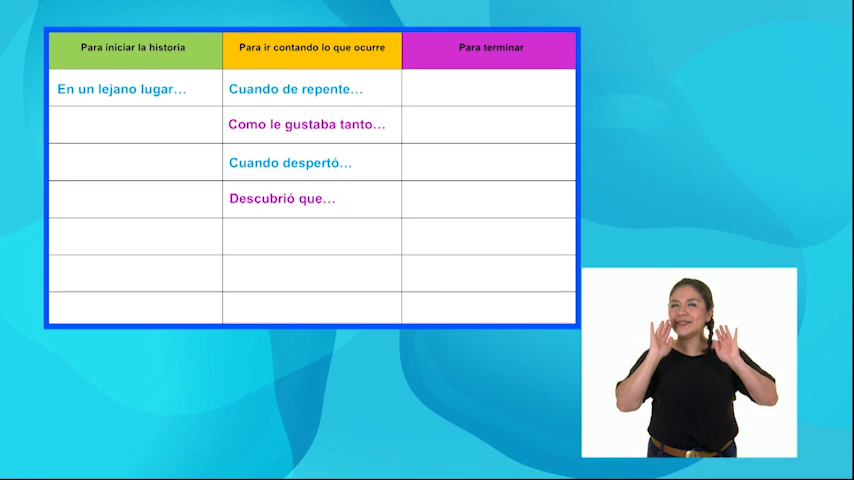 Para iniciar la historia
Para ir contando lo que ocurre
Para terminar
En un lejano lugar…
Cuando de repente…
Como le gustaba tanto…
Cuando despertó…
Descubrió que…